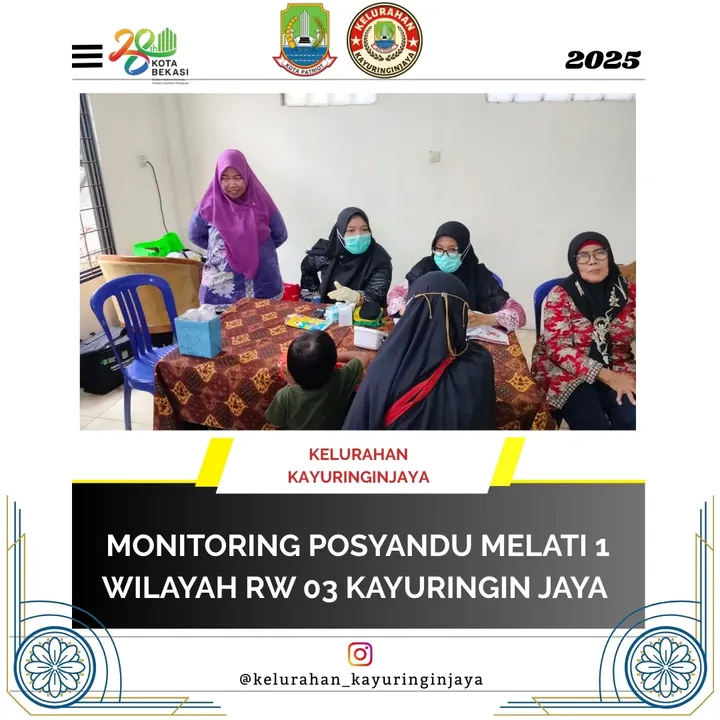 28th
KOTA
BEKASI
KOTA PATRIOT
KELURAHAN
KAYURINGINJAYA
2025
KELURAHAN
KAYURINGINJAYA
MONITORING POSYANDU MELATI 1
WILAYAH RW 03 KAYURINGIN JAYA
@kelurahan_kayuringinjaya